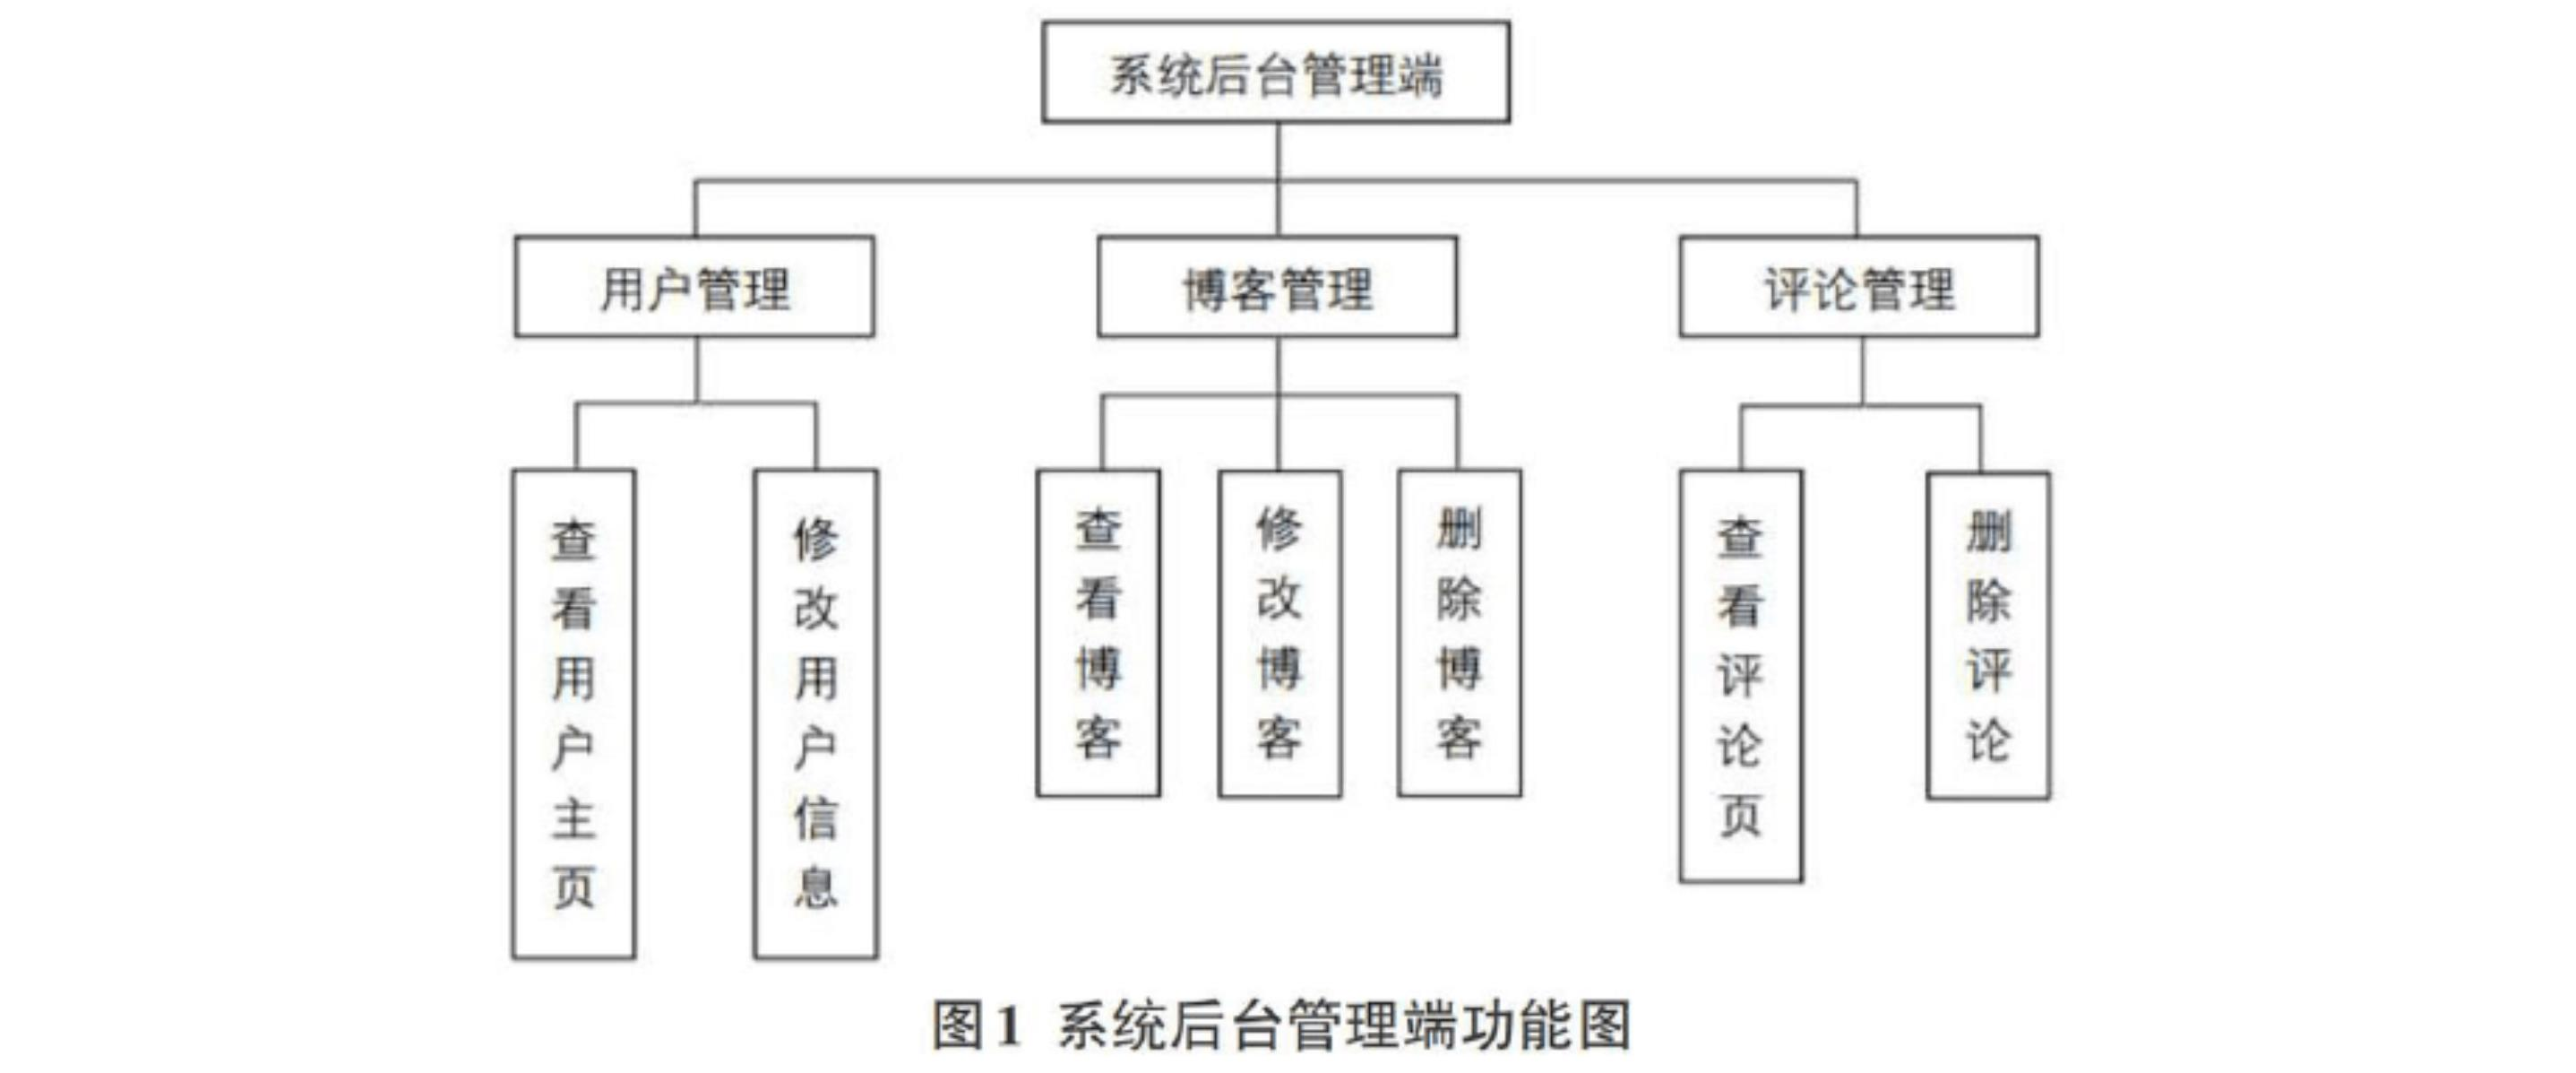 系统后台管理端
用户管理
博客管理
评论管理
查看用户主页
修改用户信息
查看博客
修改博客
删除博客
查看评论页
删除评论
图1 系统后台管理端功能图